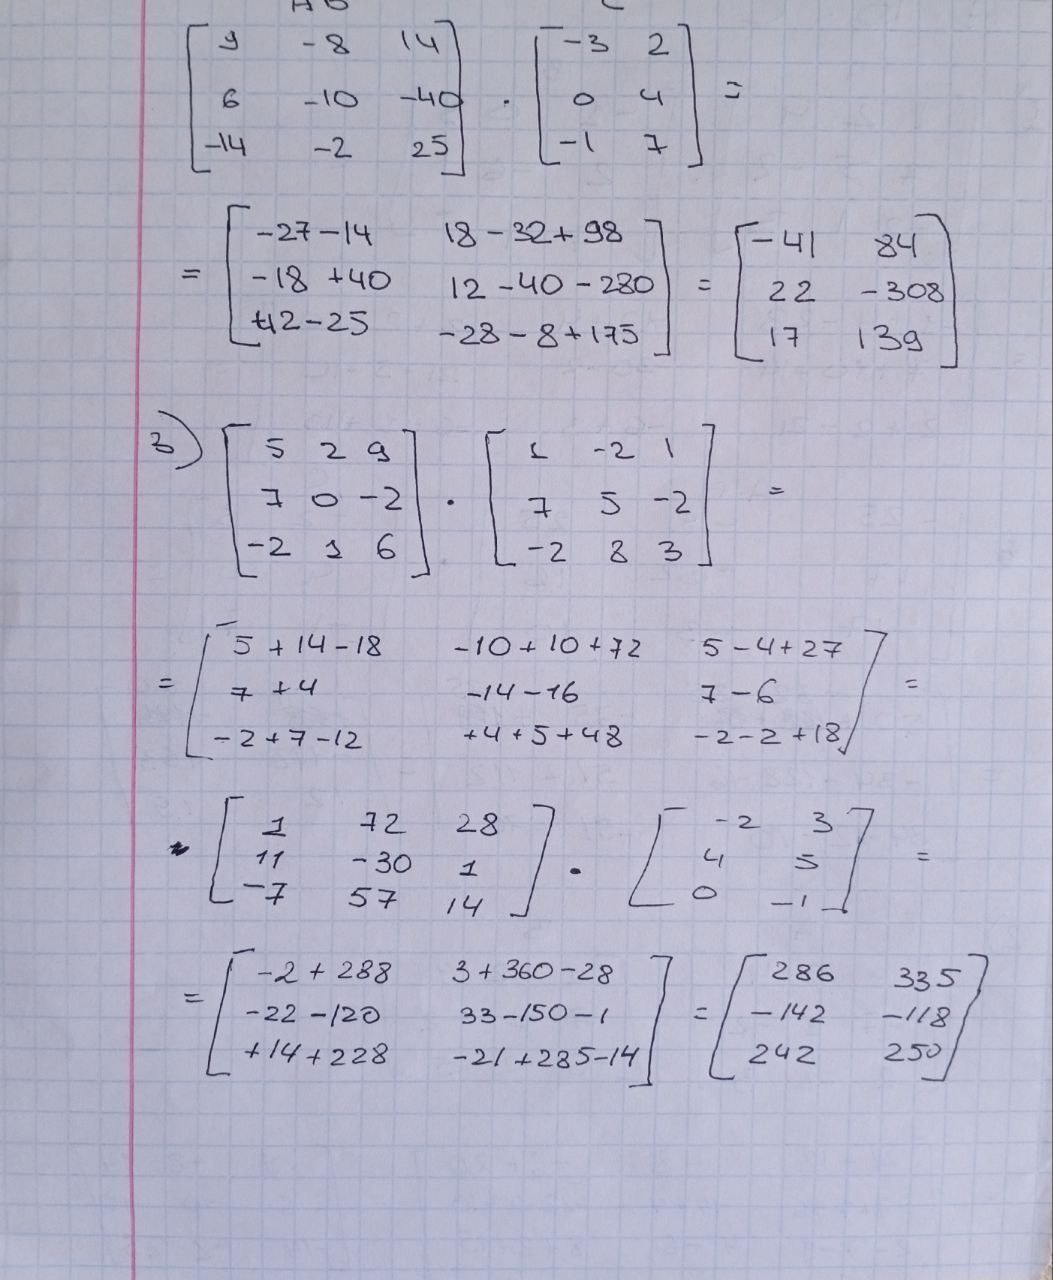 AB C
9 -8 14 · -3 2 =
6 -10 -40 0 4
-14 -2 25 -1 7
= -27-14 18-32+98 = -41 84
-18+40 12-40-280 22 -308
+42-25 -28-8+175 17 139
3) 5 2 9 · 1 -2 1 =
7 0 -2 7 5 -2
-2 1 6 -2 8 3
= 5+14-18 -10+10+72 5-4+27 =
7+4 -14-16 7-6
-2+7-12 +4+5+48 -2-2+18
= 1 72 28 · -2 3 =
11 -30 1 4 5
-7 57 14 0 -1
= -2+288 3+360-28 = 286 335
-22-120 33-150-1 -142 -118
+14+228 -21+285-14 242 250